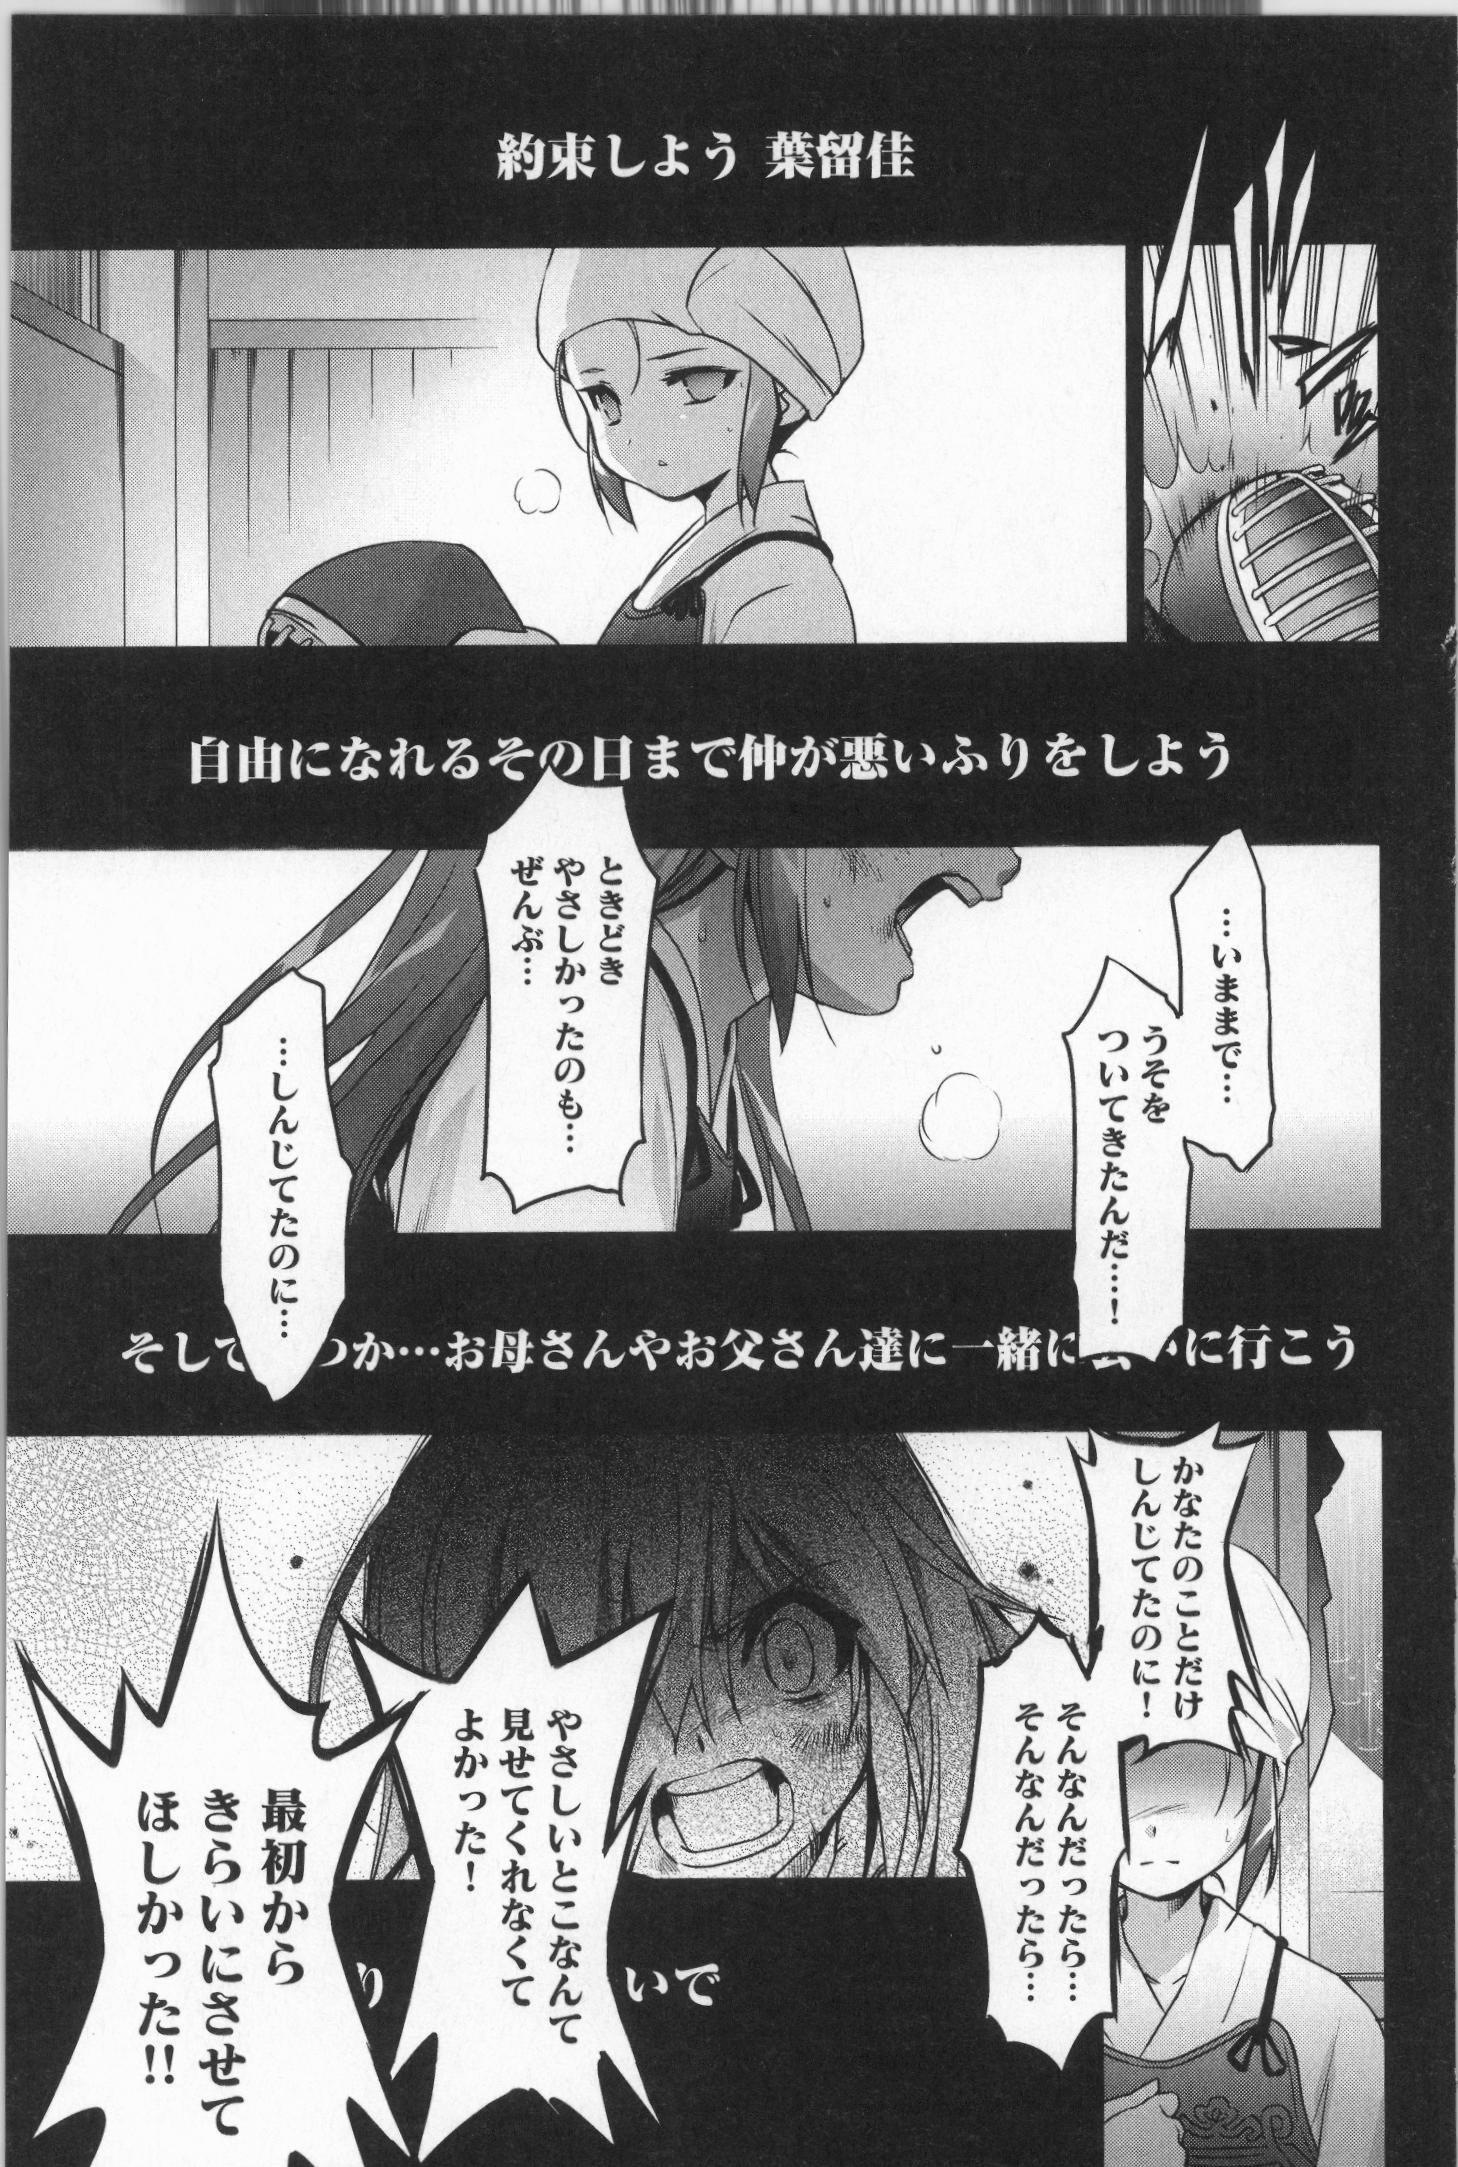 約束しよう 葉留佳
自由になれるその日まで仲が悪いふりをしよう
…いままで…
うそを
ついてきたんだ…！
ときどき
やさしかったのも…
ぜんぶ…
…しんじてたのに…
そして
か…お母さんやお父さん達に一緒に
に行こう
かなたのことだけ
しんじてたのに！
そんなんだったら…
そんなんだったら…
やさしいとこなんて
見せてくれなくて
よかった！
最初から
きらいにさせて
ほしかった!!
り
いで